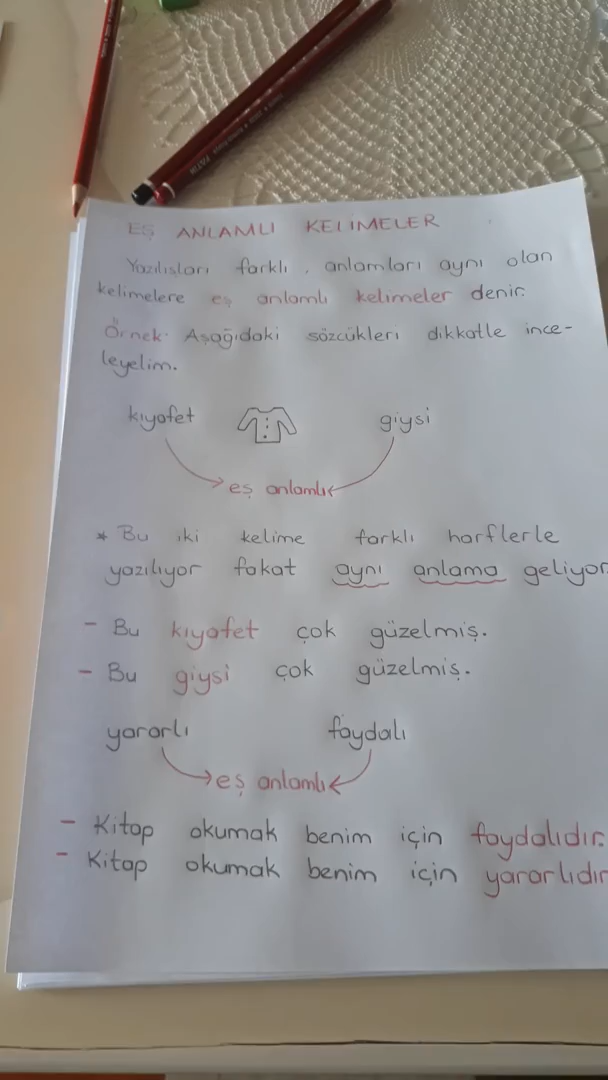 EŞ ANLAMLI KELİMELER
Yazılışları farklı, anlamları aynı olan
kelimelere eş anlamlı kelimeler denir.
Örnek: Aşağıdaki sözcükleri dikkatle ince-
leyelim.
kıyafet giysi
eş anlamlı
* Bu iki kelime farklı harflerle
yazılıyor fakat aynı anlama geliyor
- Bu kıyafet çok güzelmiş.
- Bu giysi çok güzelmiş.
yararlı faydalı
eş anlamlı
- Kitap okumak benim için faydalıdır.
- Kitap okumak benim için yararlıdır